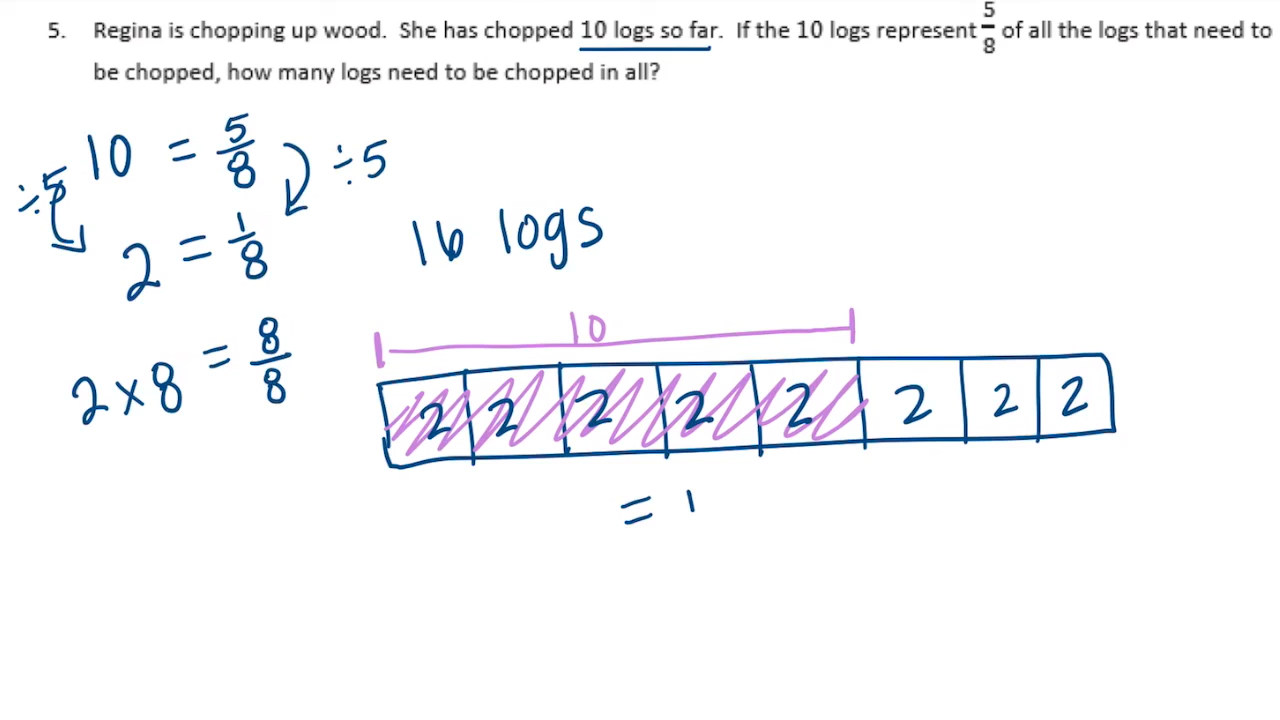 5. Regina is chopping up wood. She has chopped 10 logs so far. If the 10 logs represent 5/8 of all the logs that need to
be chopped, how many logs need to be chopped in all?
10 = 5/8
÷5
÷5
2 = 1/8
16 logs
2 × 8 = 8/8
10
2 2 2 2 2 2 2 2
= 1